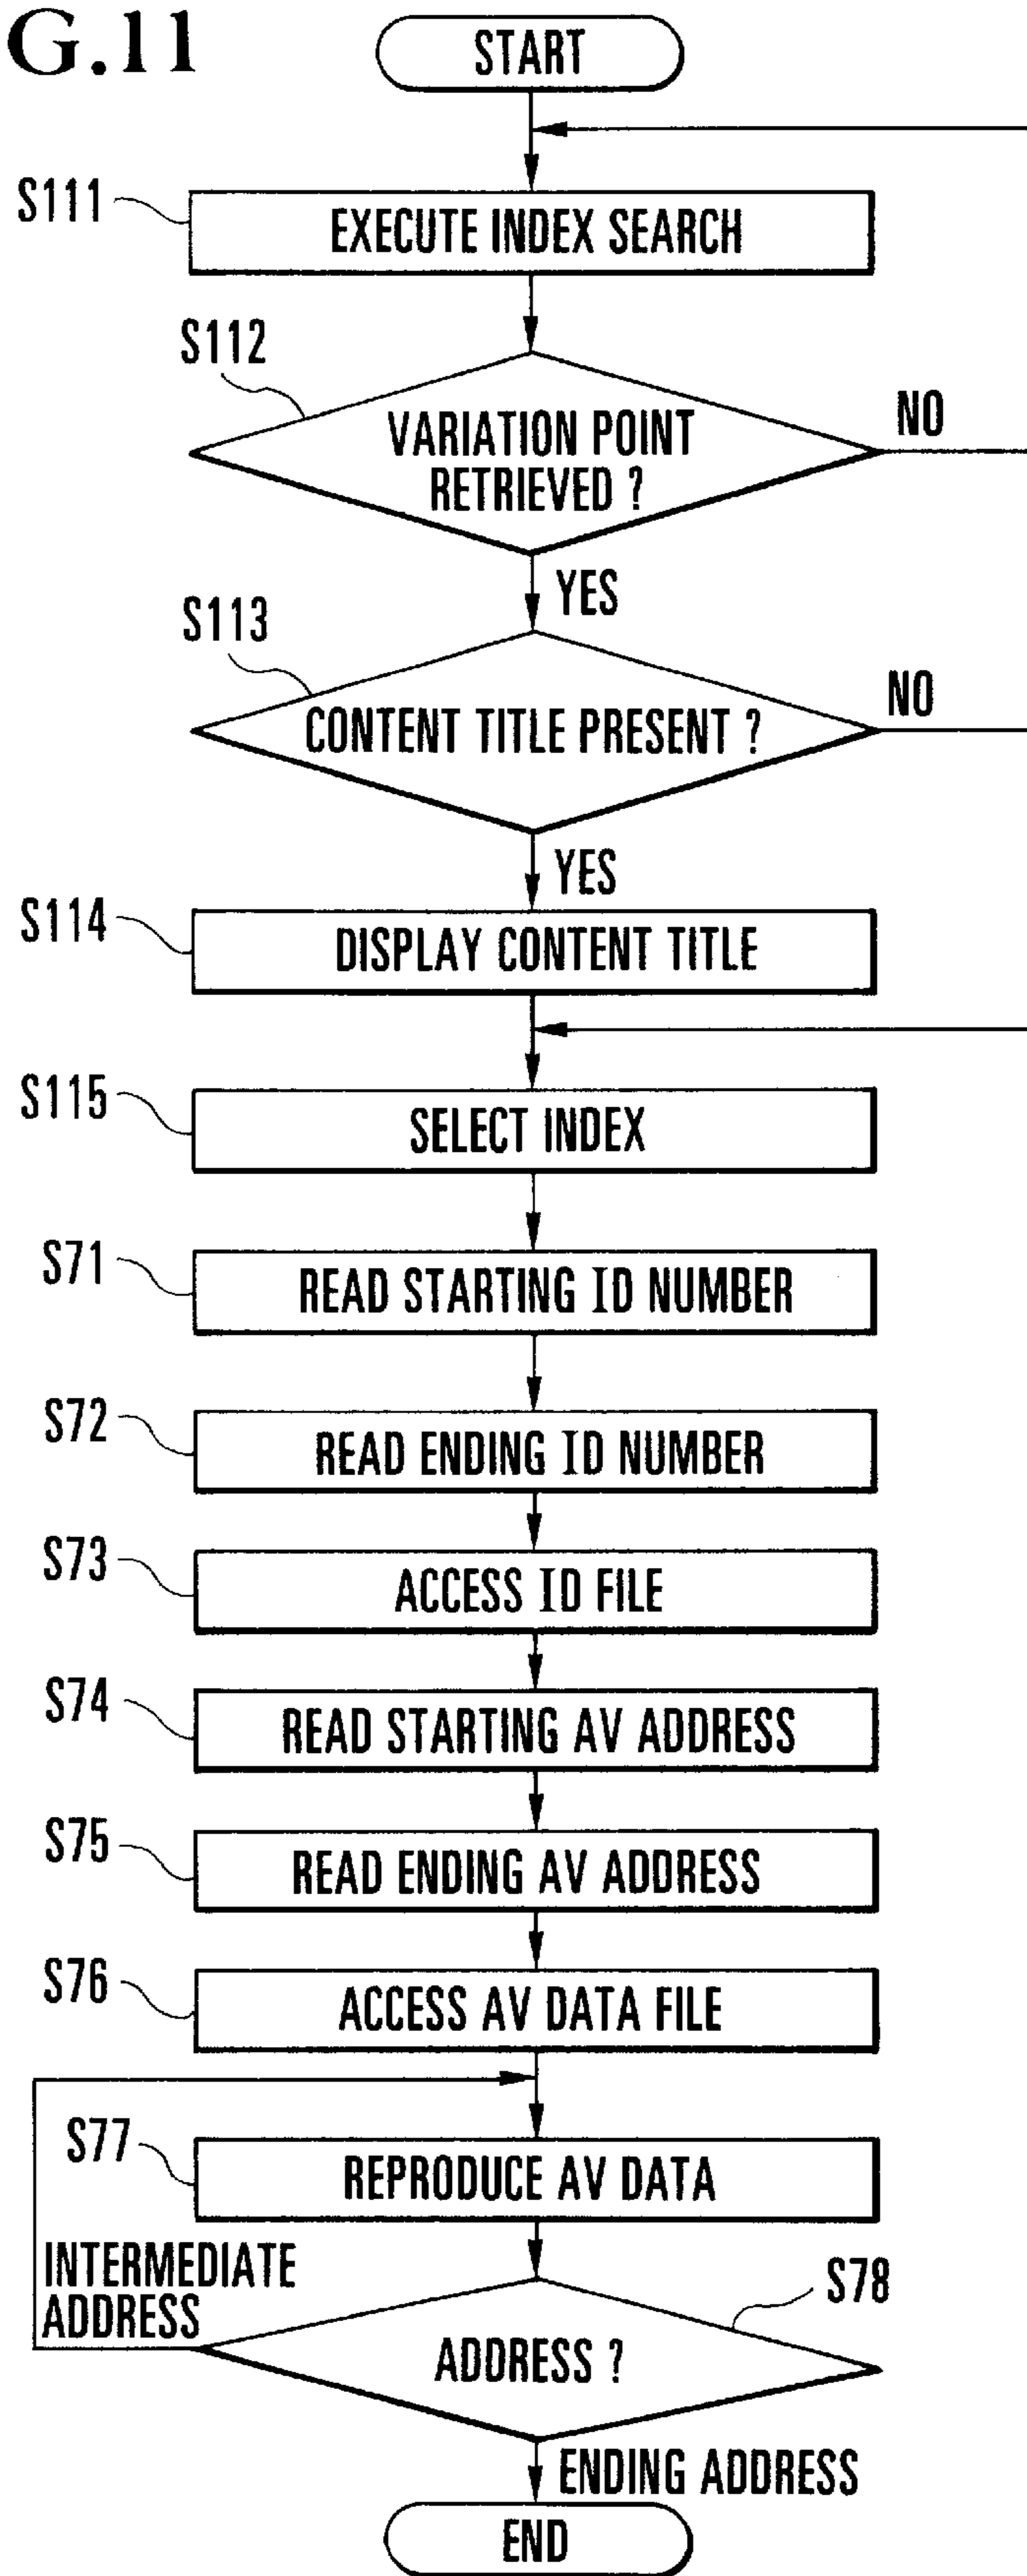 G.11
START
S111
EXECUTE INDEX SEARCH
S112
VARIATION POINT
RETRIEVED ?
NO
YES
S113
CONTENT TITLE PRESENT ?
NO
YES
S114
DISPLAY CONTENT TITLE
S115
SELECT INDEX
S71
READ STARTING ID NUMBER
S72
READ ENDING ID NUMBER
S73
ACCESS ID FILE
S74
READ STARTING AV ADDRESS
S75
READ ENDING AV ADDRESS
S76
ACCESS AV DATA FILE
S77
REPRODUCE AV DATA
INTERMEDIATE
ADDRESS
S78
ADDRESS ?
ENDING ADDRESS
END